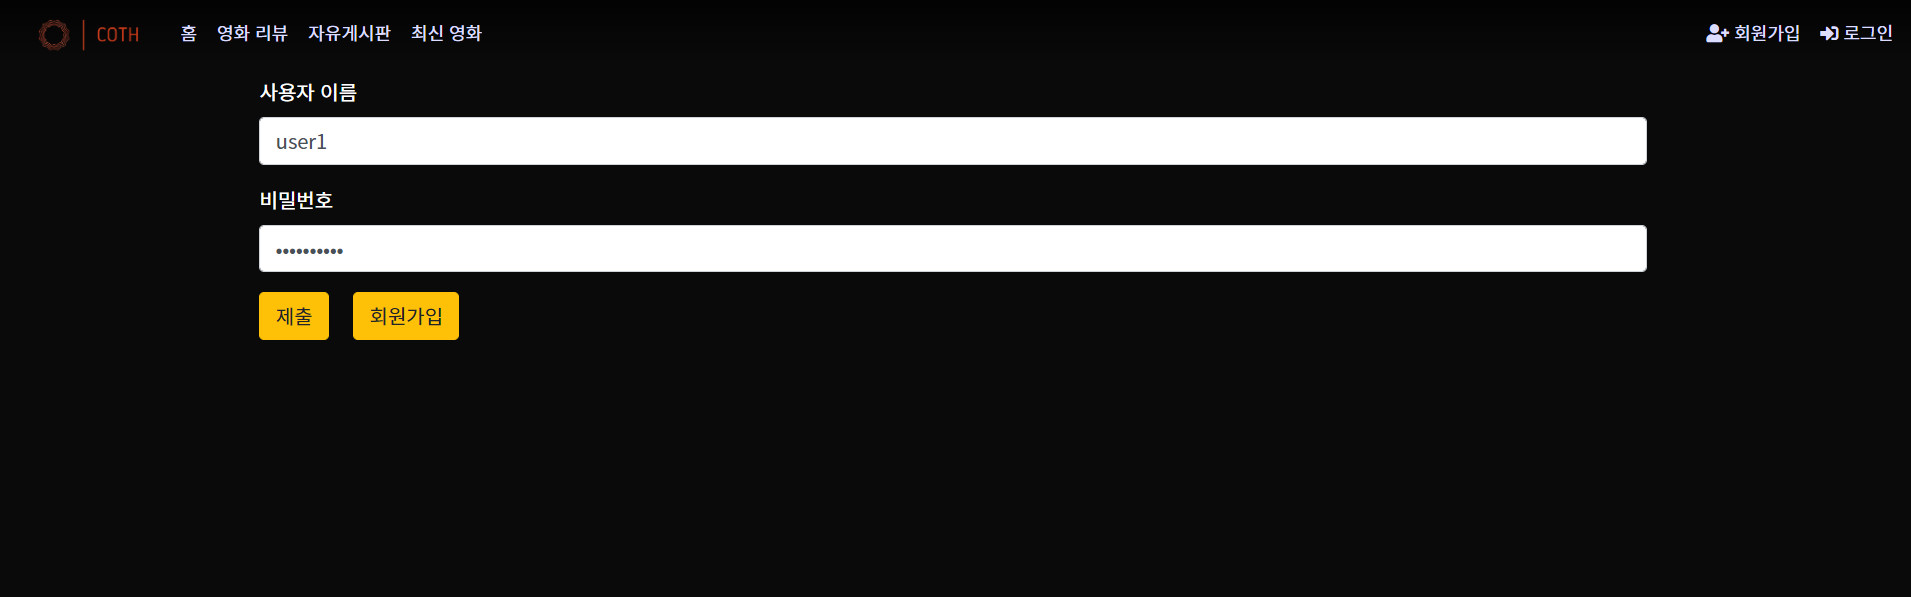 COTH 홈 영화 리뷰 자유게시판 최신 영화 회원가입 로그인
사용자 이름
user1
비밀번호
••••••••••
제출 회원가입